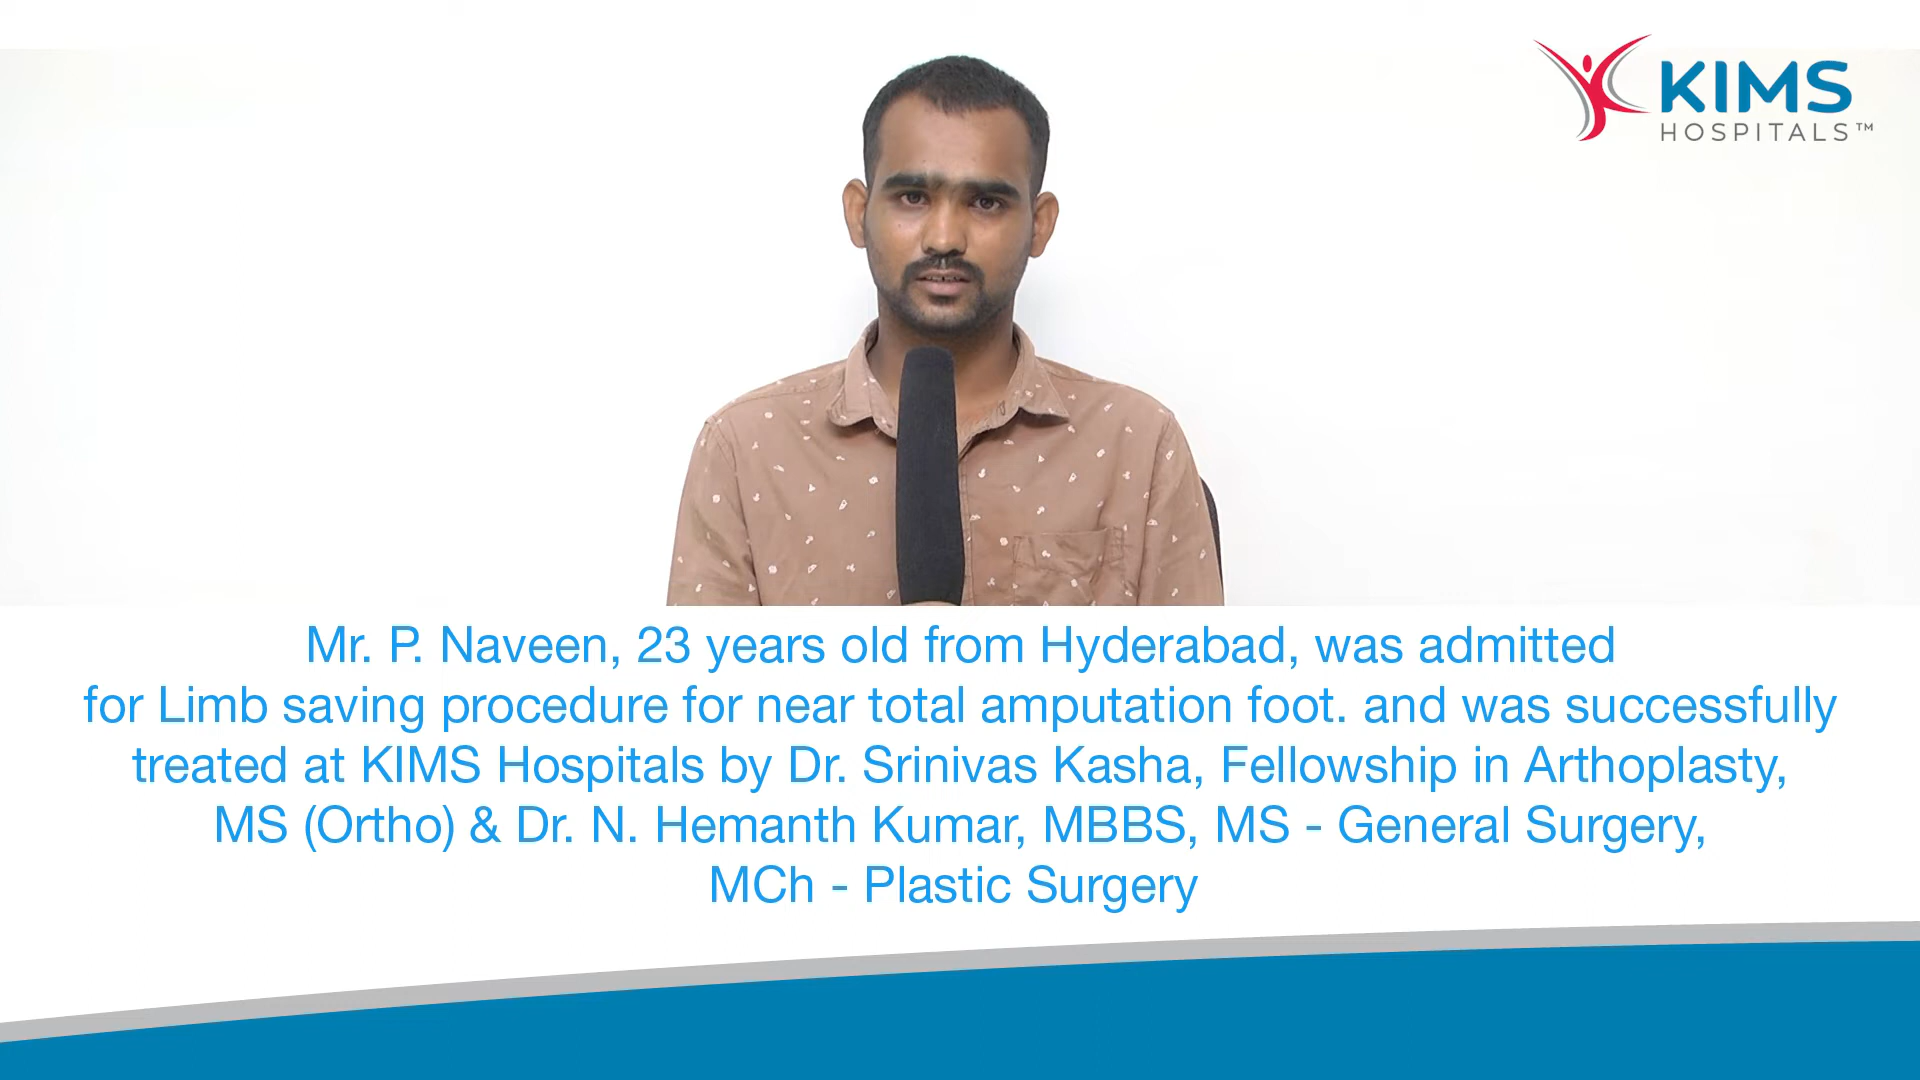 KIMS
HOSPITALS™
Mr. P. Naveen, 23 years old from Hyderabad, was admitted
for Limb saving procedure for near total amputation foot. and was successfully
treated at KIMS Hospitals by Dr. Srinivas Kasha, Fellowship in Arthoplasty,
MS (Ortho) & Dr. N. Hemanth Kumar, MBBS, MS - General Surgery,
MCh - Plastic Surgery